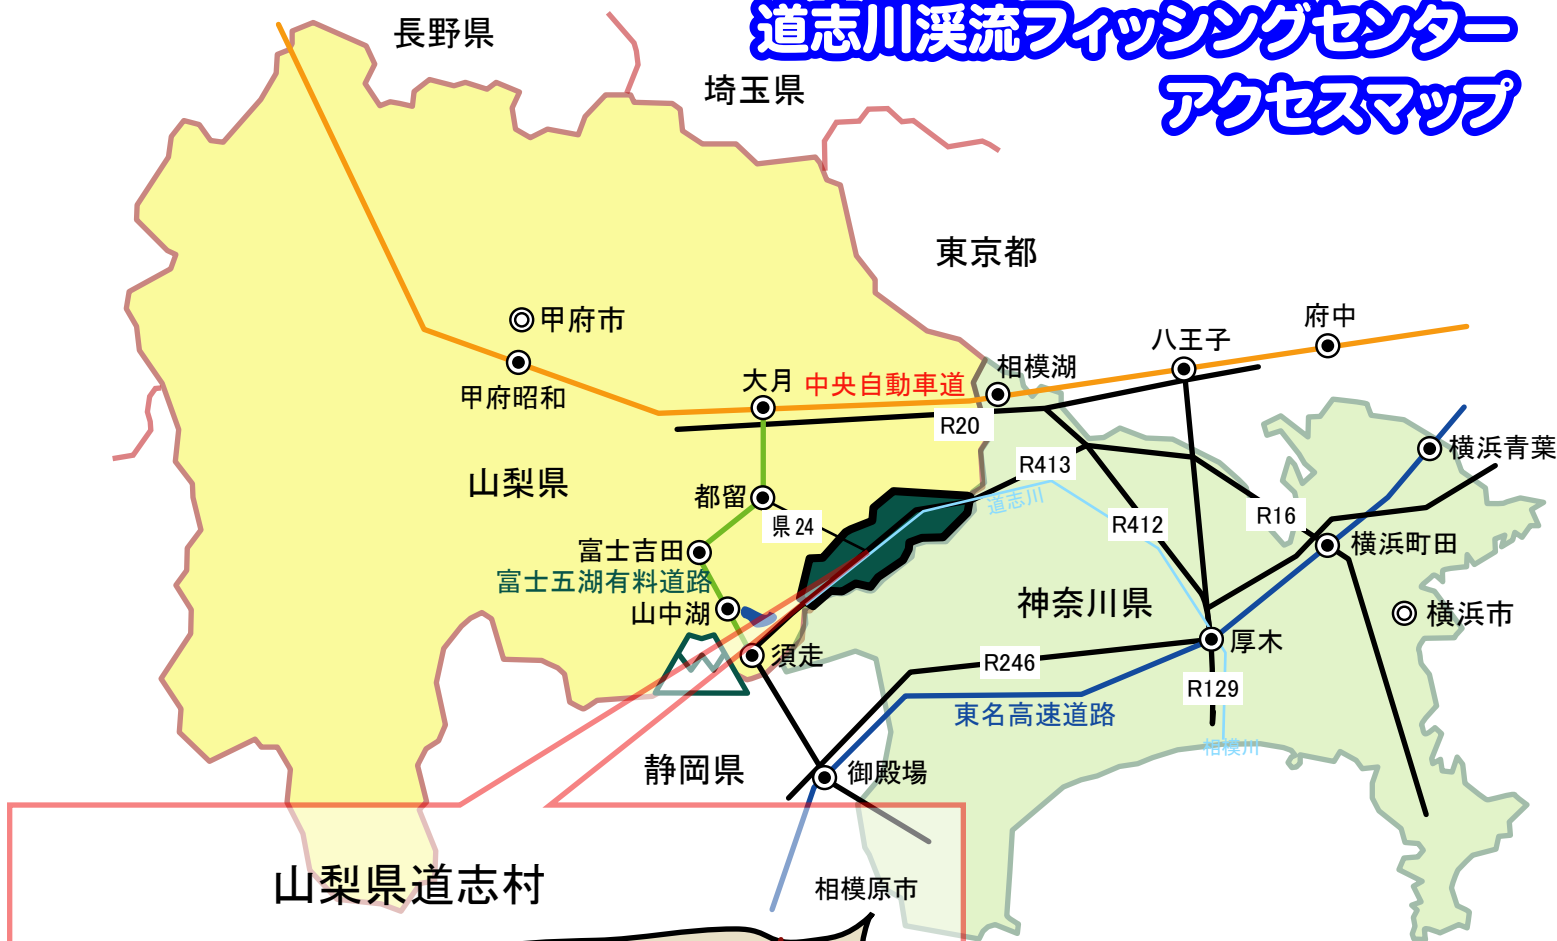 道志川渓流フィッシングセンター
アクセスマップ
長野県
埼玉県
東京都
甲府市
甲府昭和
大月
中央自動車道
相模湖
八王子
府中
R20
山梨県
都留
県24
R413
道志川
R412
R16
横浜青葉
横浜町田
富士吉田
富士五湖有料道路
山中湖
須走
神奈川県
横浜市
厚木
R246
R129
東名高速道路
相模川
静岡県
御殿場
山梨県道志村
相模原市